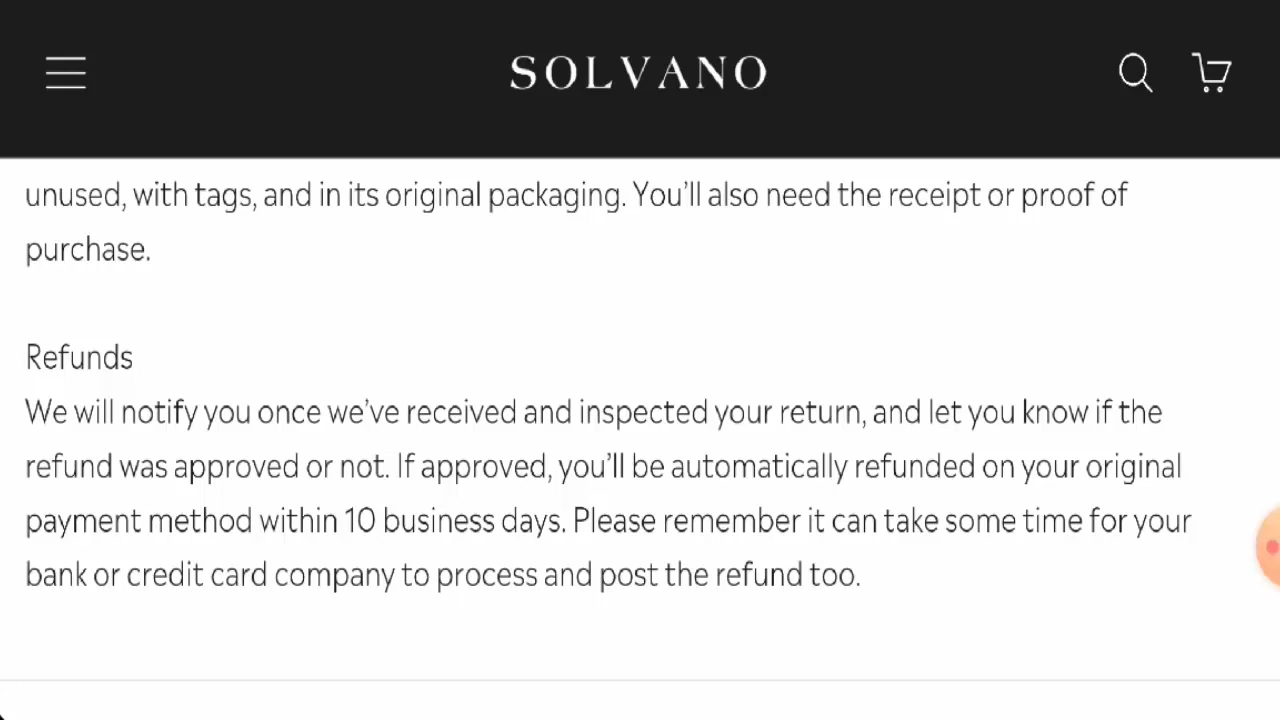 SOLVANO
unused, with tags, and in its original packaging. You’ll also need the receipt or proof of
purchase.
Refunds
We will notify you once we’ve received and inspected your return, and let you know if the
refund was approved or not. If approved, you’ll be automatically refunded on your original
payment method within 10 business days. Please remember it can take some time for your
bank or credit card company to process and post the refund too.